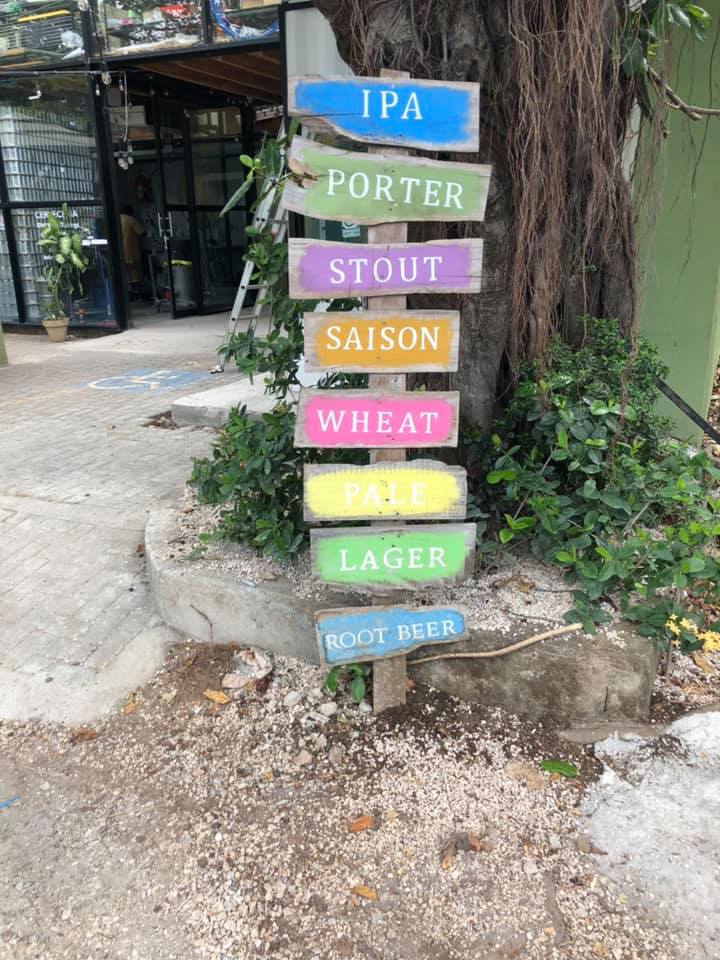 IPA
PORTER
STOUT
SAISON
WHEAT
PALE
LAGER
ROOT BEER